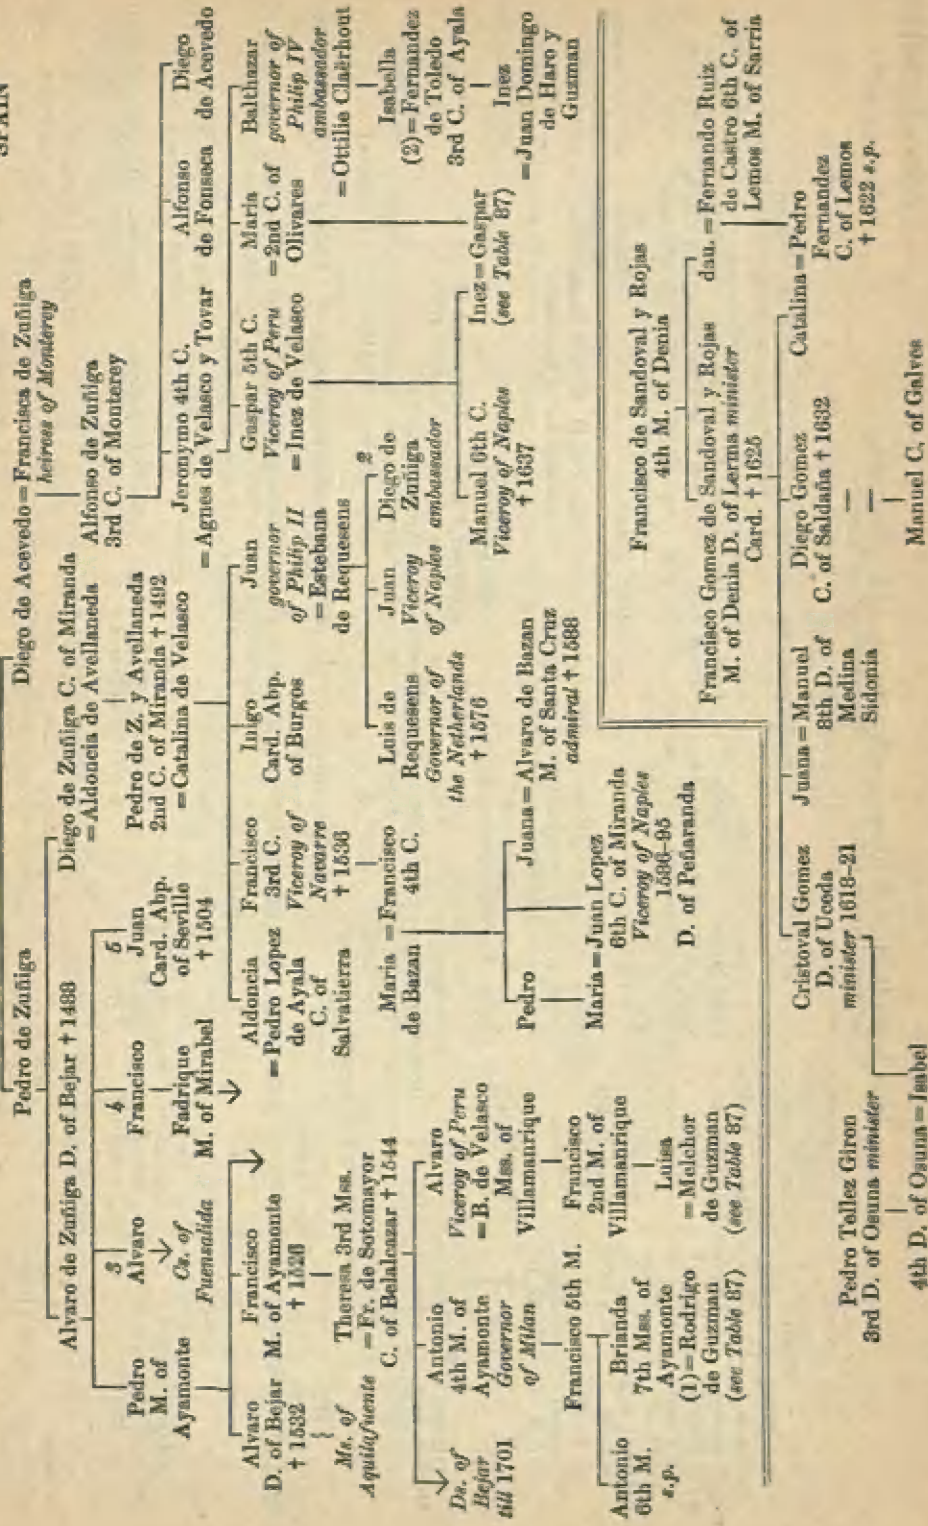 SPAIN
Pedro de Zuñiga
Diego de Acevedo = Francisca de Zuñiga
heiress of Monterey
Alvaro de Zuñiga D. of Bejar † 1488
Diego de Zuñiga C. of Miranda
= Aldoncia de Avellaneda
Alfonso de Zuñiga
3rd C. of Monterey
Pedro
M. of
Ayamonte
3
Alvaro
Cs. of
Fuensalida
4
Francisco
Fadrique
M. of Mirabel
5
Juan
Card. Abp.
of Seville
† 1504
Pedro de Z. y Avellaneda
2nd C. of Miranda † 1492
= Catalina de Velasco
Jeronymo 4th C.
= Agnes de Velasco y Tovar
Alfonso
de Fonseca
Diego
de Acevedo
Alvaro
D. of Bejar
† 1532
Ms. of
Aquilafuente
Francisco
M. of Ayamonte
† 1526
Theresa 3rd Mss.
= Fr. de Sotomayor
C. of Belalcazar † 1544
Aldoncia
= Pedro Lopez
de Ayala
C. of
Salvatierra
Francisco
3rd C.
Viceroy of
Navarre
† 1536
Inigo
Card. Abp.
of Burgos
Juan
governor
of Philip II
= Estebana
de Requesens
Gaspar 5th C.
Viceroy of Peru
= Inez de Velasco
Maria
= 2nd C. of
Olivares
Balthazar
governor of
Philip IV
ambassador
= Ottilie Claërhout
Isabella
(2) = Fernandez
de Toledo
3rd C. of Ayala
Inez
= Juan Domingo
de Haro y
Guzman
Maria = Francisco
de Bazan 4th C.
Luis de
Requesens
Governor of
the Netherlands
† 1576
Juan
Viceroy
of Naples
2
Diego de
Zuñiga
ambassador
Manuel 6th C.
Viceroy of Naples
† 1637
Inez = Gaspar
(see Table 87)
Ds. of
Bejar
till 1701
Antonio
4th M. of
Ayamonte
Governor
of Milan
Alvaro
Viceroy of Peru
= B. de Velasco
Mss. of
Villamanrique
Pedro
Juana = Alvaro de Bazan
M. of Santa Cruz
admiral † 1588
Maria = Juan Lopez
6th C. of Miranda
Viceroy of Naples
1586–95
D. of Peñaranda
Francisco 5th M.
Francisco
2nd M. of
Villamanrique
Antonio
6th M.
s.p.
Brianda
7th Mss. of
Ayamonte
(1) = Rodrigo
de Guzman
(see Table 87)
Luisa
= Melchor
de Guzman
(see Table 87)
Francisco de Sandoval y Rojas
4th M. of Denia
Francisco Gomez de Sandoval y Rojas
M. of Denia D. of Lerma minister
Card. † 1625
dau. = Fernando Ruiz
de Castro 6th C. of
Lemos M. of Sarria
Cristoval Gomez
D. of Uceda
minister 1618–21
Juana = Manuel
8th D. of
Medina
Sidonia
Diego Gomez
C. of Saldaña † 1632
—
—
Manuel C. of Galves
Catalina = Pedro
Fernandez
C. of Lemos
† 1622 s.p.
Pedro Tellez Giron
3rd D. of Osuna minister
4th D. of Osuna = Isabel